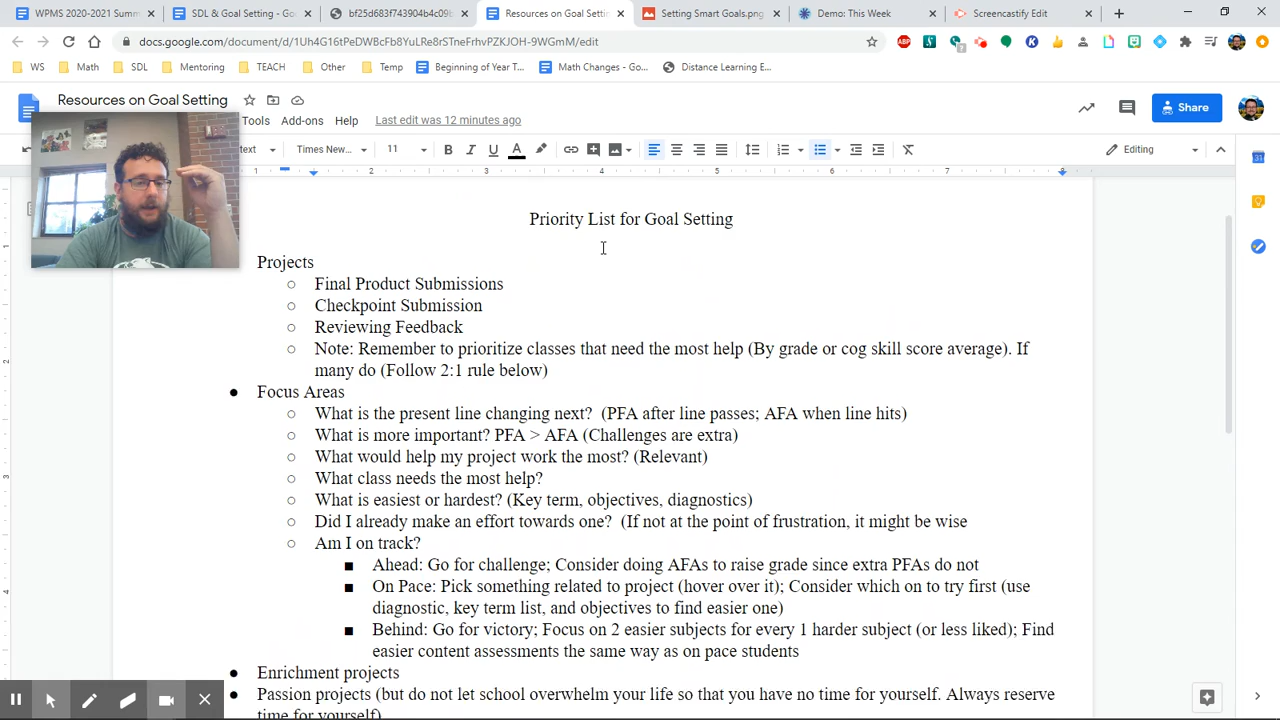 WPMS 2020-2021 Summ
SDL & Goal Setting - Go
bf25d683f743904b4c09b
Resources on Goal Settin
Setting Smart Goals.png
Demo: This Week
Screencastify Edit
docs.google.com/document/d/1Uh4G16tPeDWBcFb8YuLRe8rSTneFrhvPZKJOH-9WGmM/edit
WS
Math
SDL
Mentoring
TEACH
Other
Temp
Beginning of Year T...
Math Changes - Go...
Distance Learning E...
Resources on Goal Setting
Tools
Add-ons
Help
Last edit was 12 minutes ago
Share
text
Times New...
11
Editing
1 2 3 4 5 6 7 8
Priority List for Goal Setting
Projects
Final Product Submissions
Checkpoint Submission
Reviewing Feedback
Note: Remember to prioritize classes that need the most help (By grade or cog skill score average). If
many do (Follow 2:1 rule below)
Focus Areas
What is the present line changing next? (PFA after line passes; AFA when line hits)
What is more important? PFA > AFA (Challenges are extra)
What would help my project work the most? (Relevant)
What class needs the most help?
What is easiest or hardest? (Key term, objectives, diagnostics)
Did I already make an effort towards one? (If not at the point of frustration, it might be wise
Am I on track?
Ahead: Go for challenge; Consider doing AFAs to raise grade since extra PFAs do not
On Pace: Pick something related to project (hover over it); Consider which on to try first (use
diagnostic, key term list, and objectives to find easier one)
Behind: Go for victory; Focus on 2 easier subjects for every 1 harder subject (or less liked); Find
easier content assessments the same way as on pace students
Enrichment projects
Passion projects (but do not let school overwhelm your life so that you have no time for yourself. Always reserve
time for yourself)